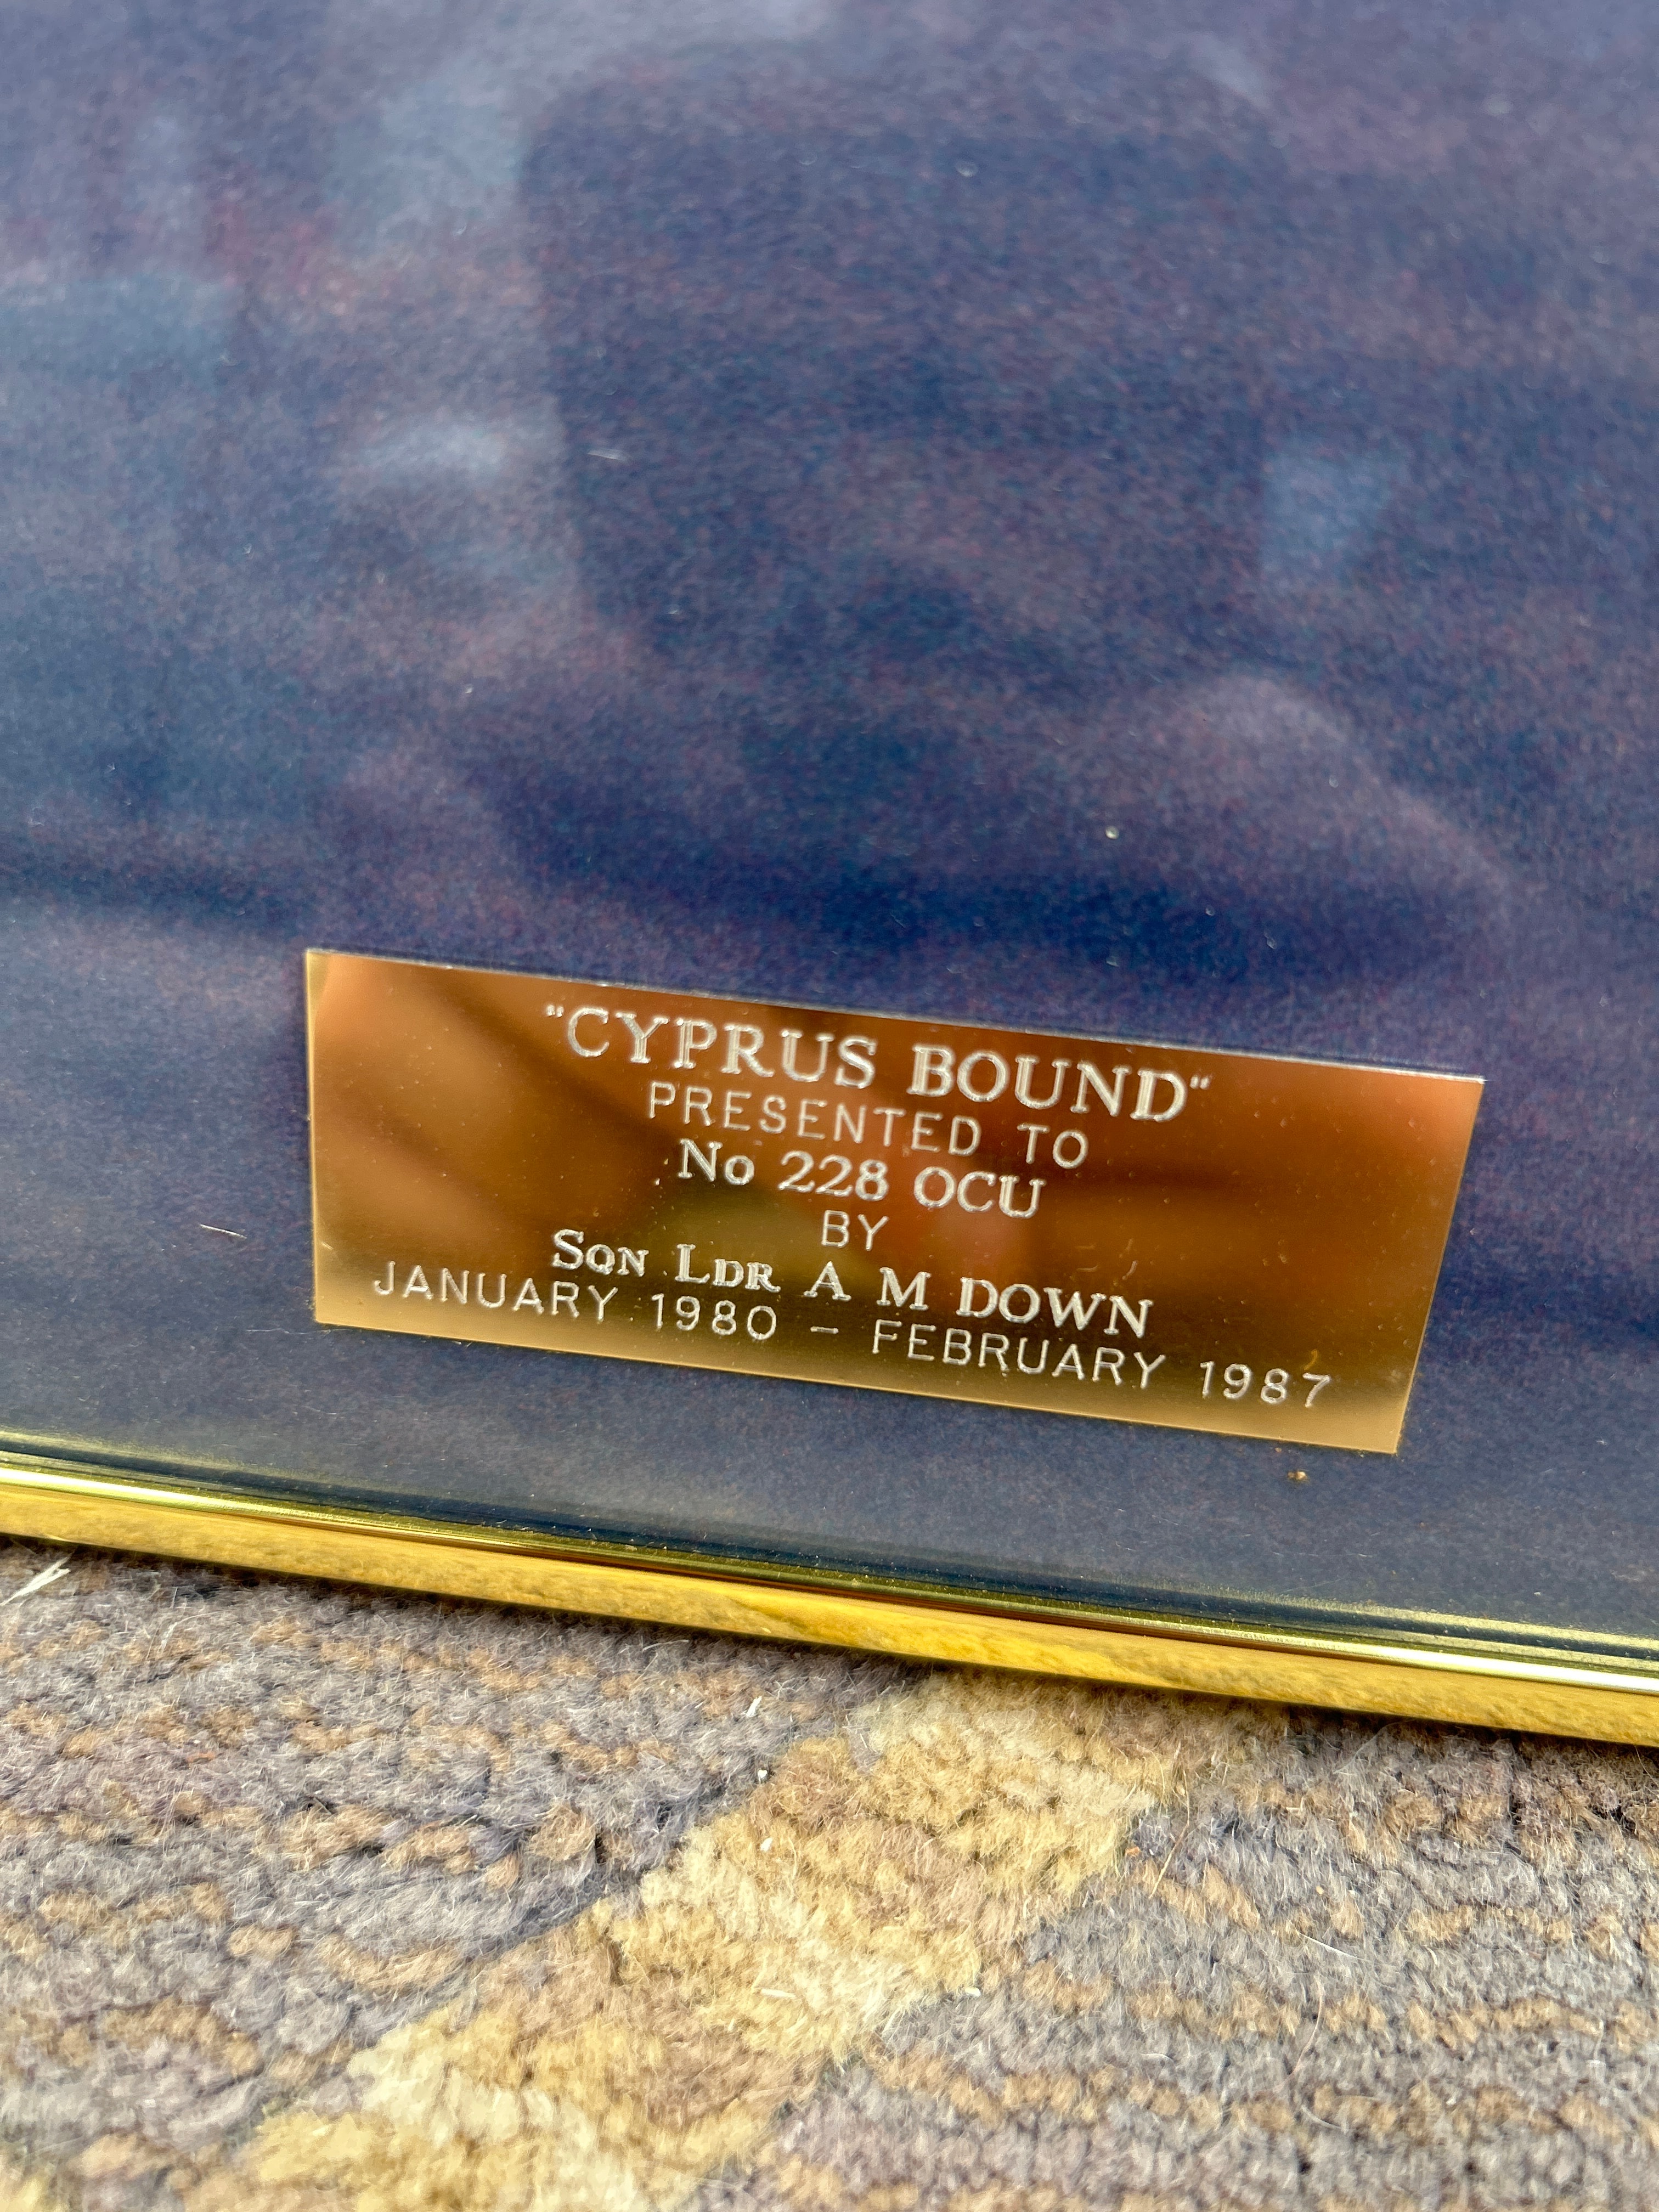 "CYPRUS BOUND"
PRESENTED TO
No 228 OCU
BY
SQN LDR A M DOWN
JANUARY 1980 - FEBRUARY 1987